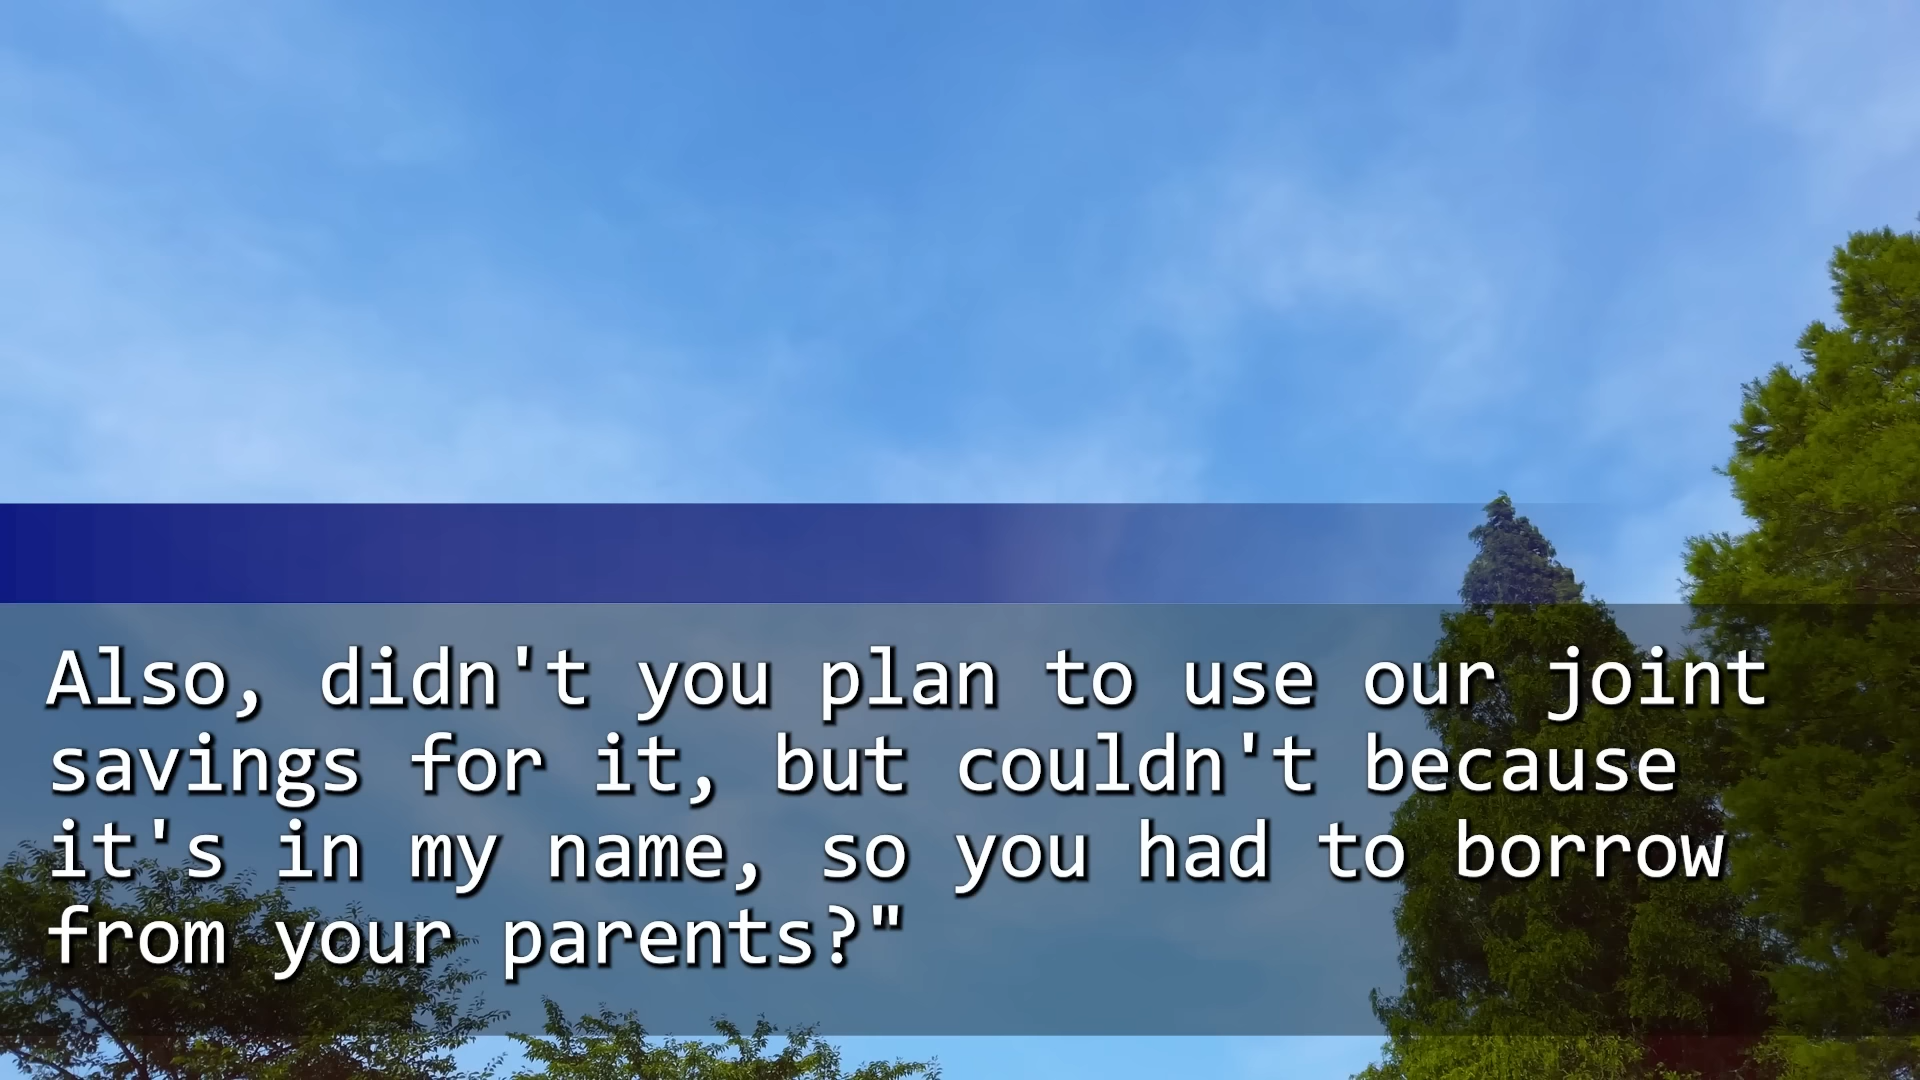 Also, didn't you plan to use our joint
savings for it, but couldn't because
it's in my name, so you had to borrow
from your parents?"